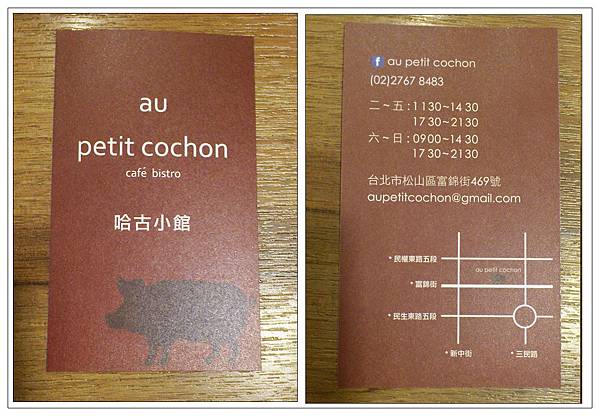 au
petit cochon
café bistro
哈古小館
f au petit cochon
(02)2767 8483
二~五:1130~1430
1730~2130
六~日:0900~1430
1730~2130
台北市松山區富錦街469號
aupetitcochon@gmail.com
*民權東路五段
au petit cochon
*富錦街
*民生東路五段
*新中街
*三民路